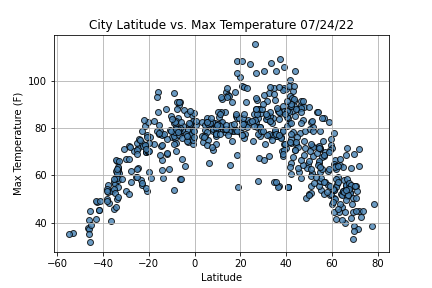 City Latitude vs. Max Temperature 07/24/22
Max Temperature (F)
100
80
60
40
−60 −40 −20 0 20 40 60 80
Latitude